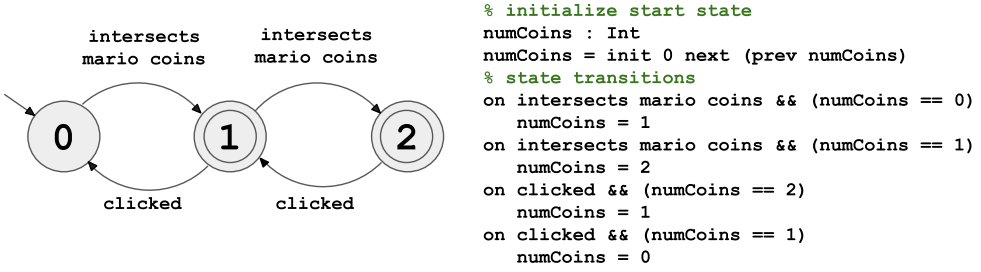 intersects
mario coins
intersects
mario coins
0
1
2
clicked
clicked
% initialize start state
numCoins : Int
numCoins = init 0 next (prev numCoins)
% state transitions
on intersects mario coins && (numCoins == 0)
numCoins = 1
on intersects mario coins && (numCoins == 1)
numCoins = 2
on clicked && (numCoins == 2)
numCoins = 1
on clicked && (numCoins == 1)
numCoins = 0